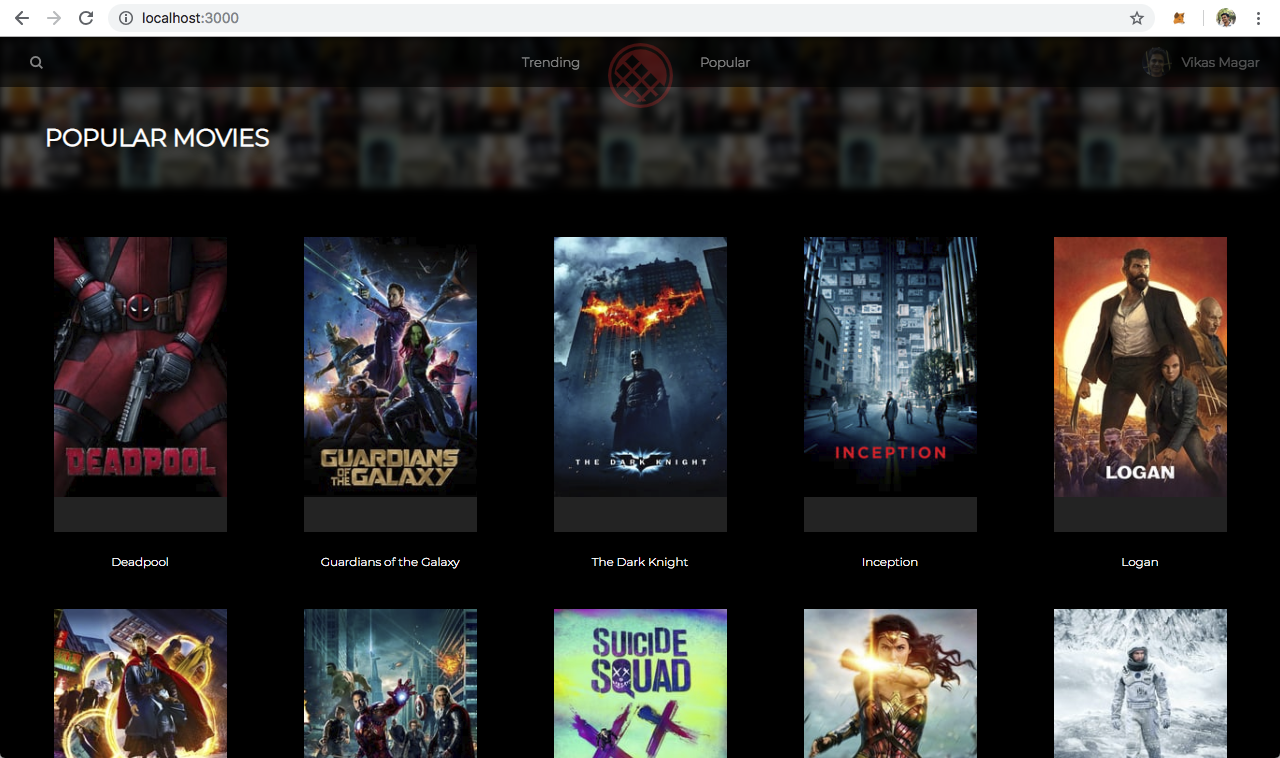 localhost:3000
Trending
Popular
Vikas Magar
POPULAR MOVIES
DEADPOOL
GUARDIANS
OF THE GALAXY
THE DARK KNIGHT
INCEPTION
LOGAN
Deadpool
Guardians of the Galaxy
The Dark Knight
Inception
Logan
SUICIDE
SQUAD